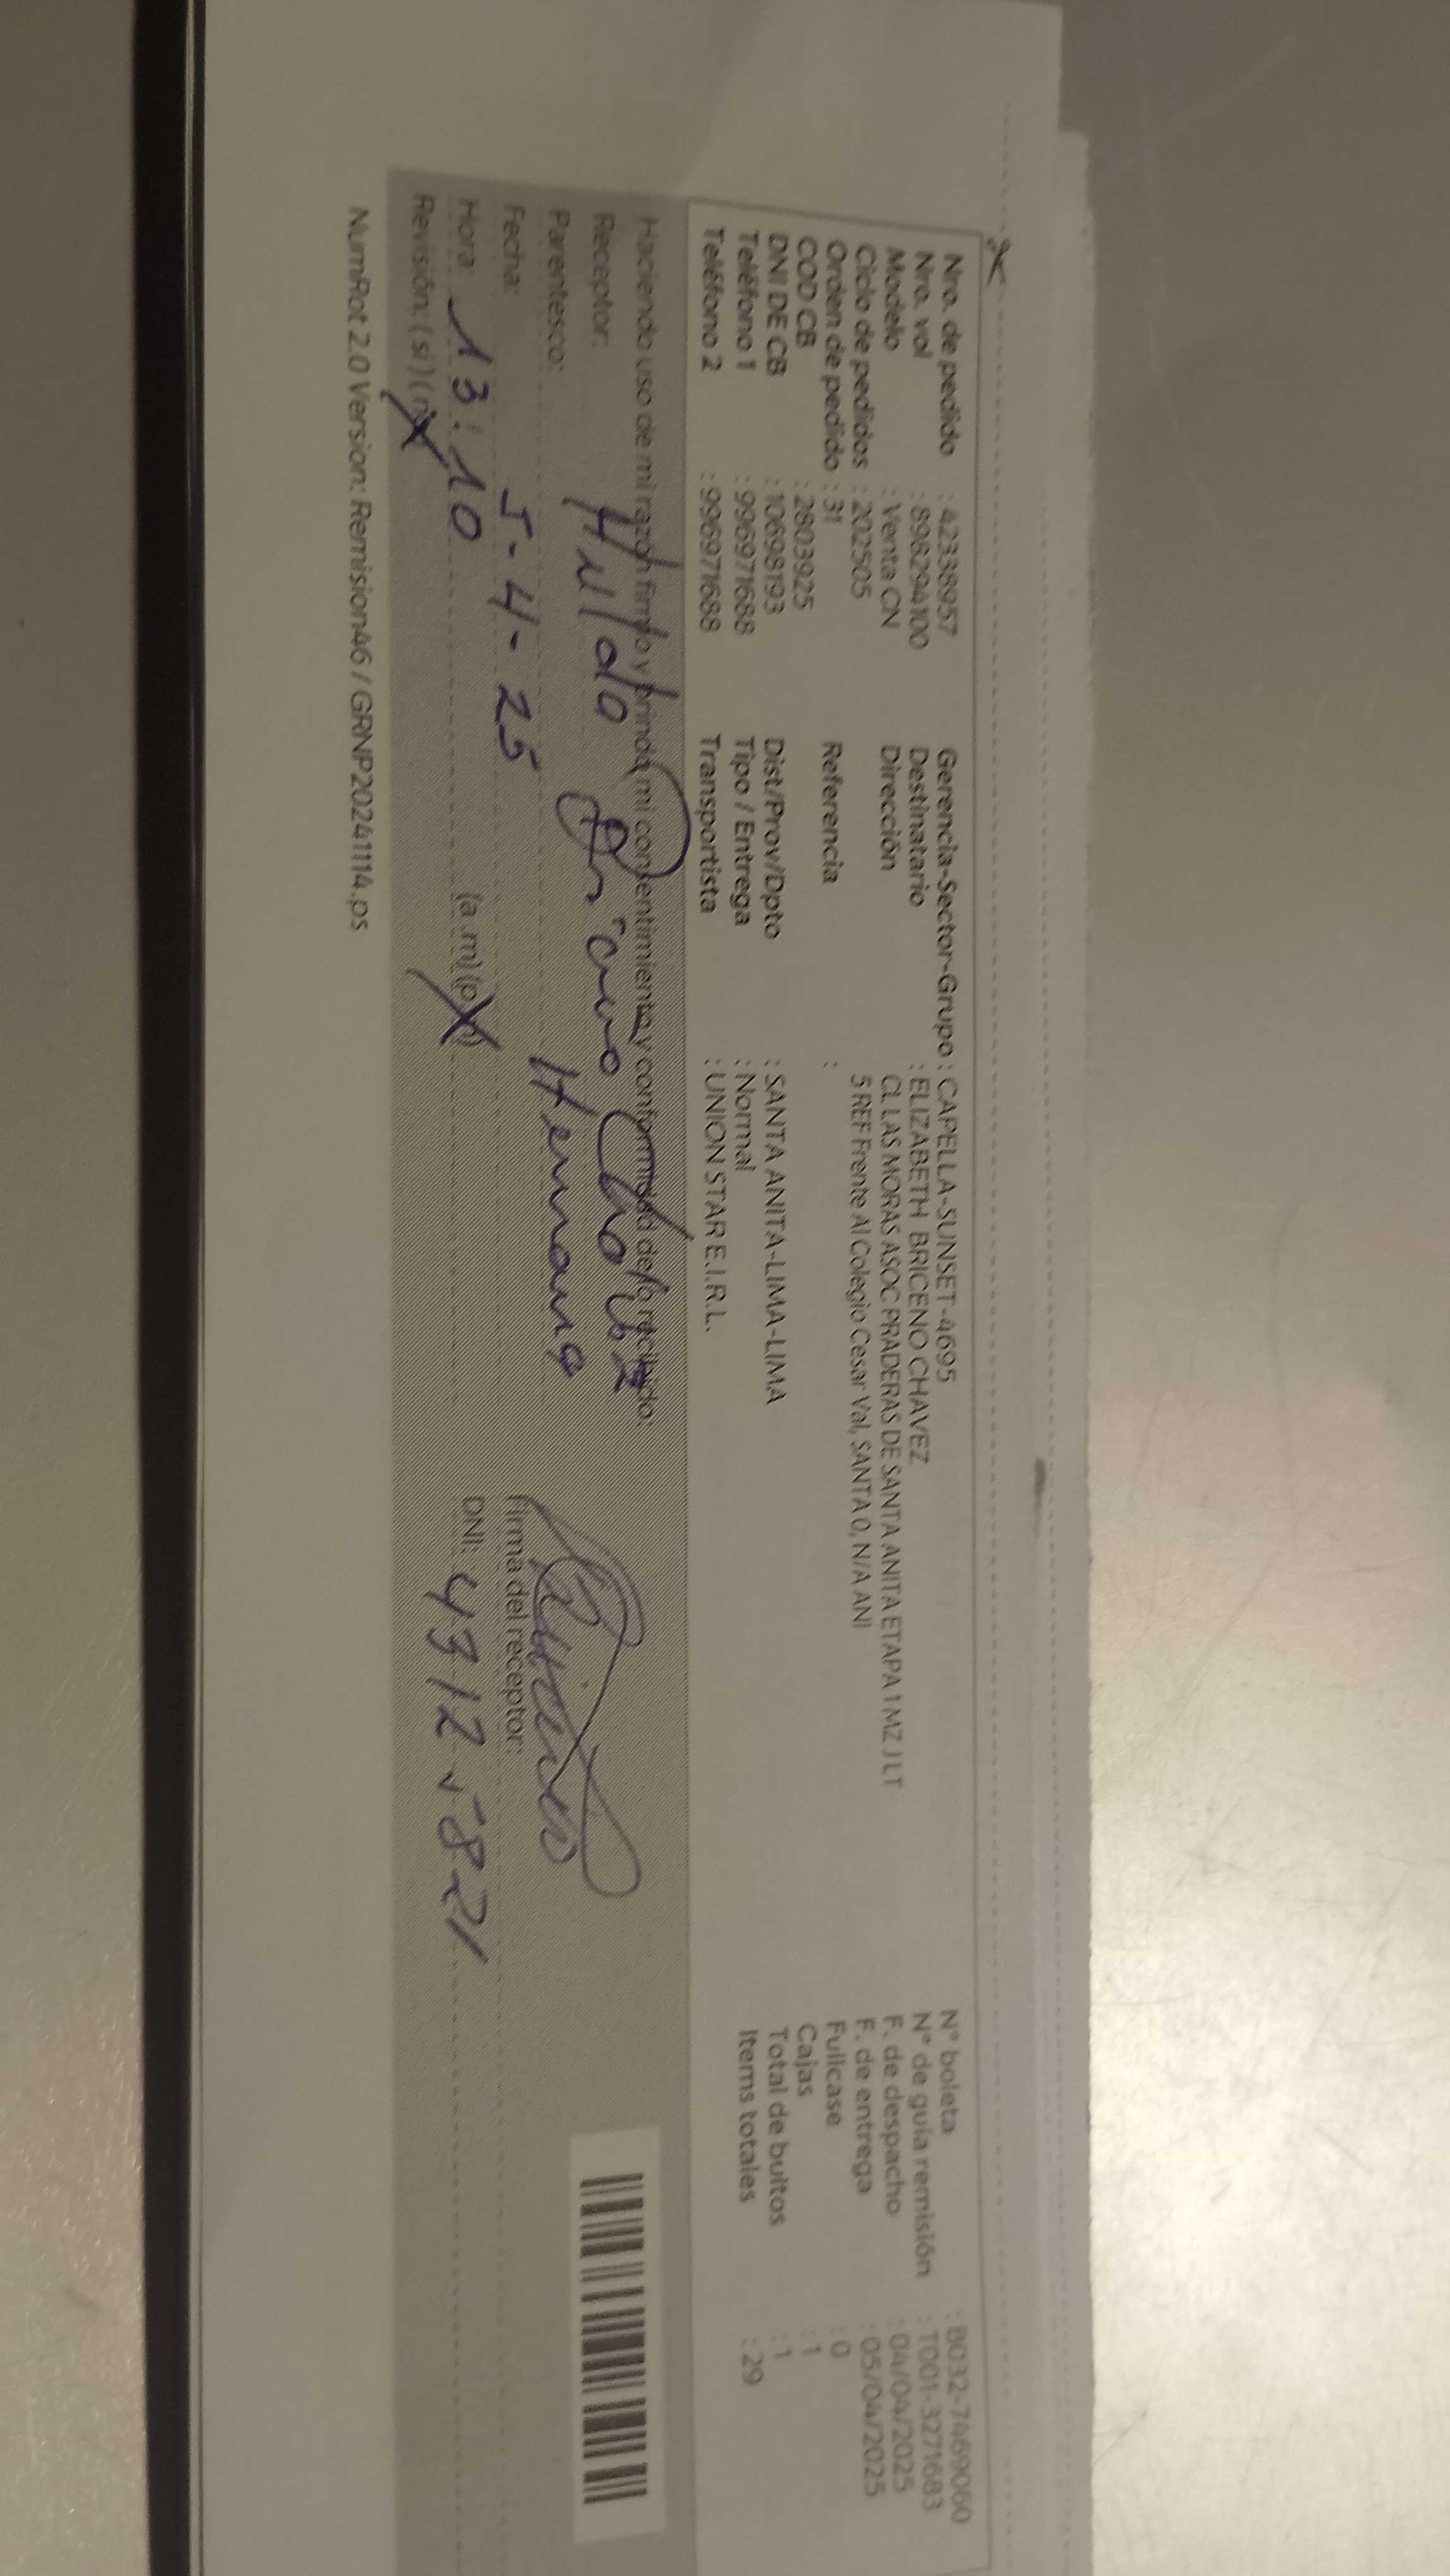 Nro. de pedido : 42338957
Nro. vol : 896294100
Modelo : Venta CN
Ciclo de pedidos : 202505
Orden de pedido : 31
COD CB : 2803925
DNI DE CB : 10698193
Teléfono 1 : 996971688
Teléfono 2 : 996971688
Gerencia-Sector-Grupo : CAPELLA-SUNSET-4695
Destinatario : ELIZABETH BRICENO CHAVEZ
Dirección CL LAS MORAS ASOC PRADERAS DE SANTA ANITA ETAPA 1 MZ J LT
5 REF Frente Al Colegio Cesar Val, SANTA 0, N/A ANI
Referencia :
Dist/Prov/Dpto : SANTA ANITA-LIMA-LIMA
Tipo / Entrega : Normal
Transportista : UNION STAR E.I.R.L.
N° boleta : B032-7469060
N° de guía remisión : T001-3271683
F. de despacho : 04/04/2025
F. de entrega : 05/04/2025
Fullcase : 0
Cajas : 1
Total de bultos : 1
Items totales : 29
Haciendo uso de mi razón firmo y brindo mi consentimiento y conformidad de lo recibido:
Receptor: Hulda
Parentesco: Hermana
Fecha: 5-4-25
Hora: 13:10 (a.m) (p.m)
Revisión: (si) (no)
firma del receptor:
DNI: 4312 5821
NumRot 2.0 Version: Remision46 / GRNP20241114.ps